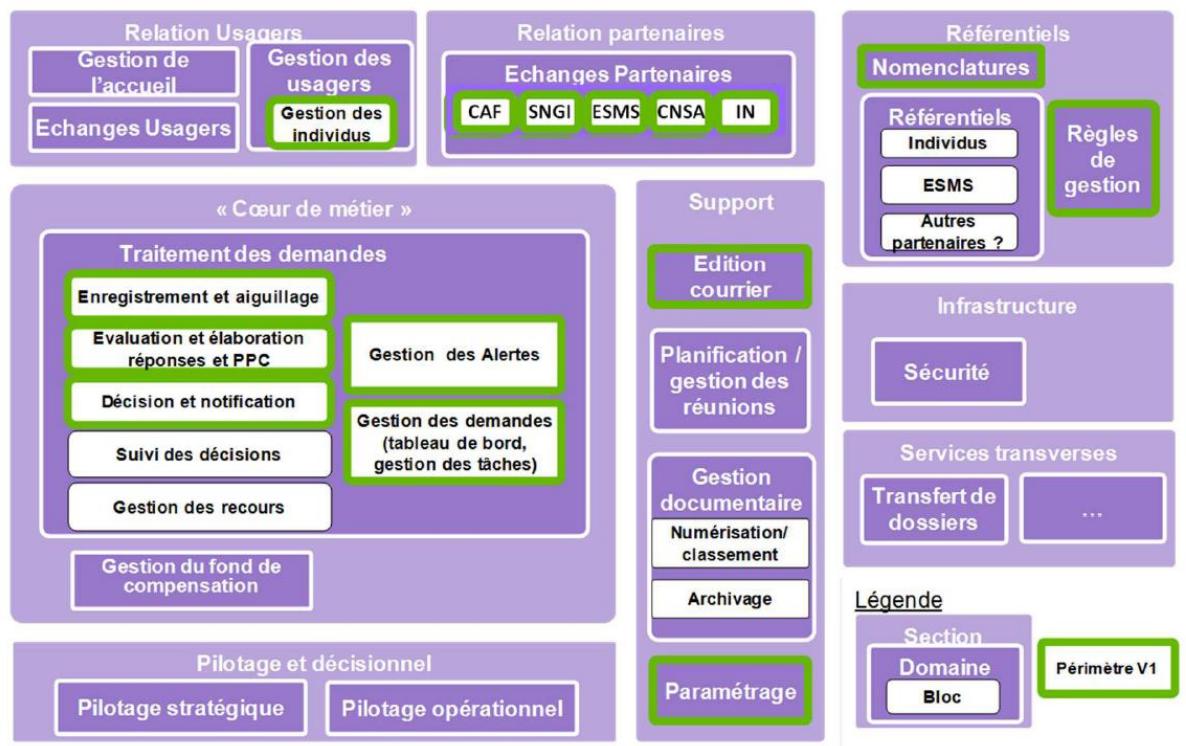 Relation Usagers
Gestion de
l'accueil
Echanges Usagers
Gestion des
usagers
Gestion des
individus
Relation partenaires
Echanges Partenaires
CAF
SNGI
ESMS
CNSA
IN
Référentiels
Nomenclatures
Référentiels
Individus
ESMS
Autres
partenaires ?
Règles
de
gestion
« Cœur de métier »
Traitement des demandes
Enregistrement et aiguillage
Evaluation et élaboration
réponses et PPC
Décision et notification
Suivi des décisions
Gestion des recours
Gestion des Alertes
Gestion des demandes
(tableau de bord,
gestion des tâches)
Gestion du fond de
compensation
Support
Edition
courrier
Planification /
gestion des
réunions
Gestion
documentaire
Numérisation/
classement
Archivage
Paramétrage
Infrastructure
Sécurité
Services transverses
Transfert de
dossiers
...
Pilotage et décisionnel
Pilotage stratégique
Pilotage opérationnel
Légende
Section
Domaine
Bloc
Périmètre V1